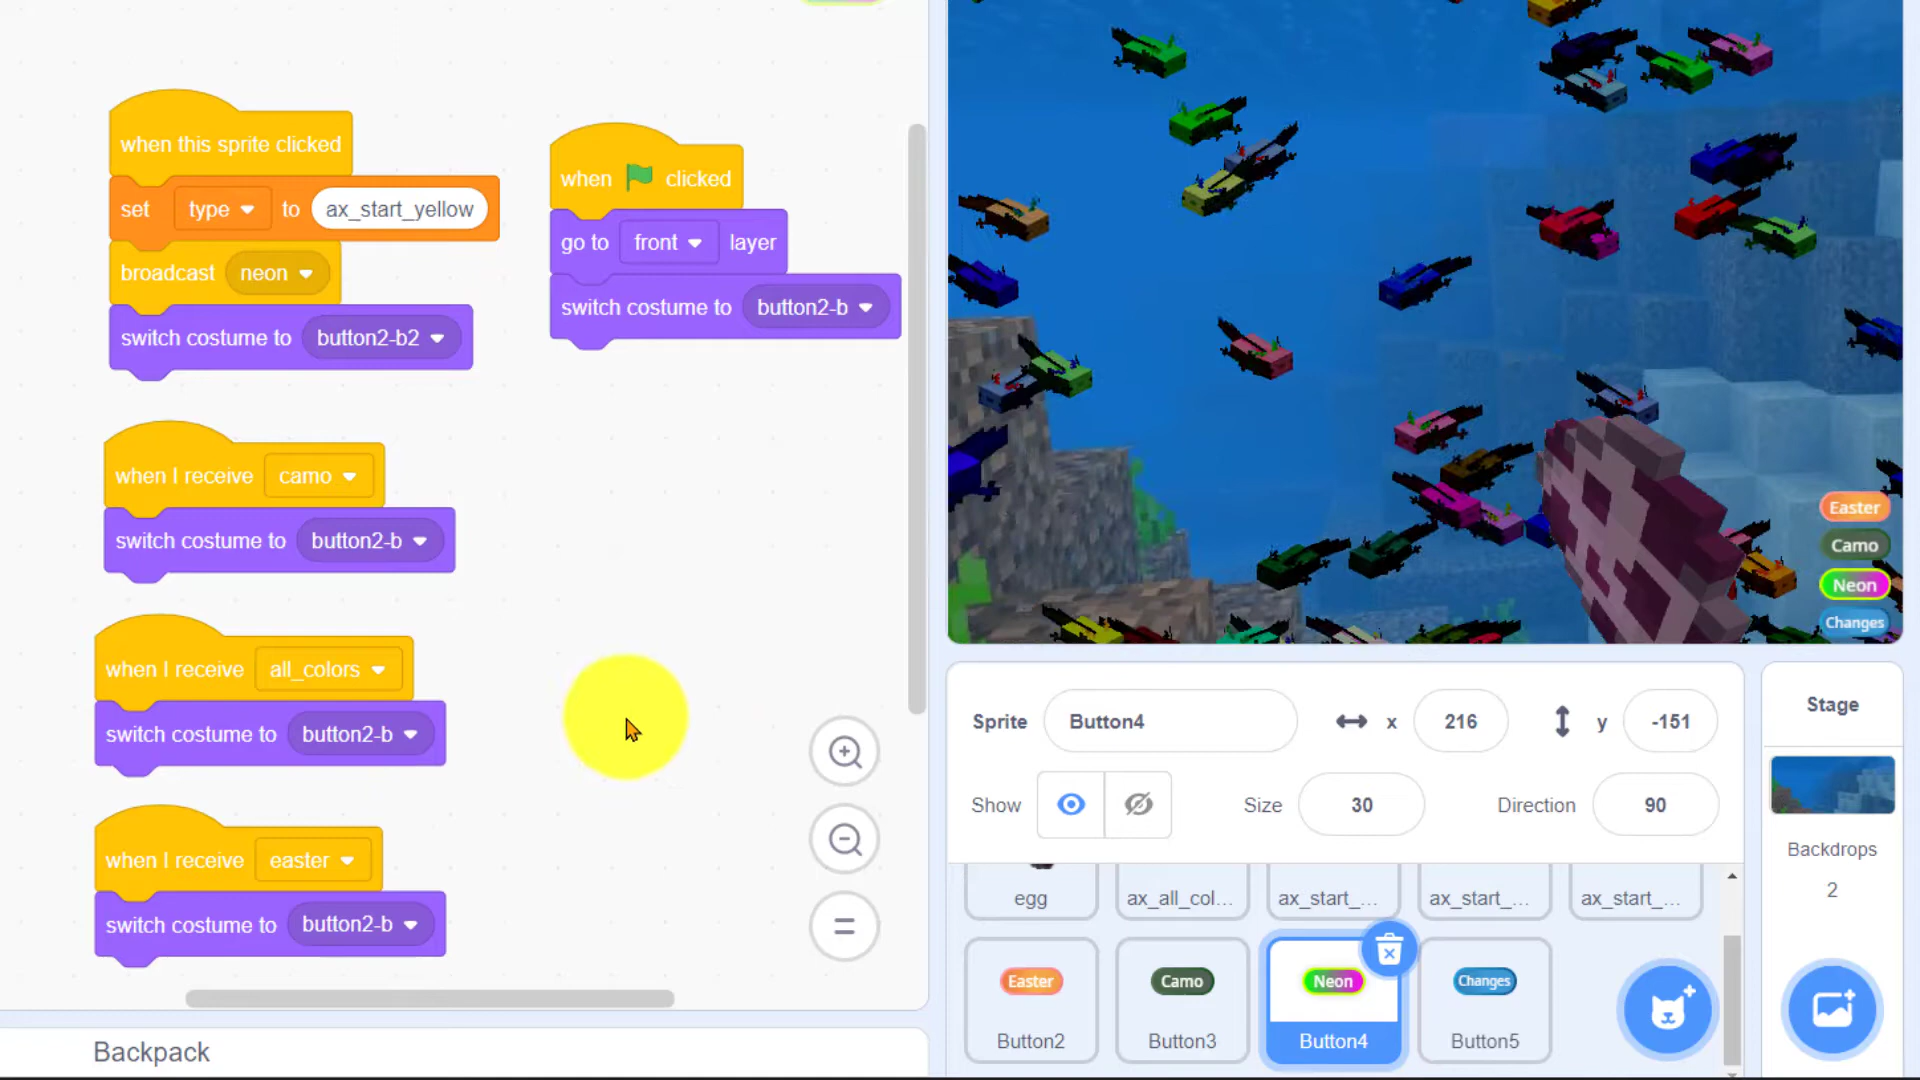 when this sprite clicked
set type to ax_start_yellow
broadcast neon
switch costume to button2-b2
when clicked
go to front layer
switch costume to button2-b
when I receive camo
switch costume to button2-b
when I receive all_colors
switch costume to button2-b
when I receive easter
switch costume to button2-b
Backpack
Easter
Camo
Neon
Changes
Sprite Button4 x 216 y -151
Show Size 30 Direction 90
Stage
Backdrops
2
egg ax_all_col... ax_start_... ax_start_... ax_start_...
Easter Camo Neon Changes
Button2 Button3 Button4 Button5